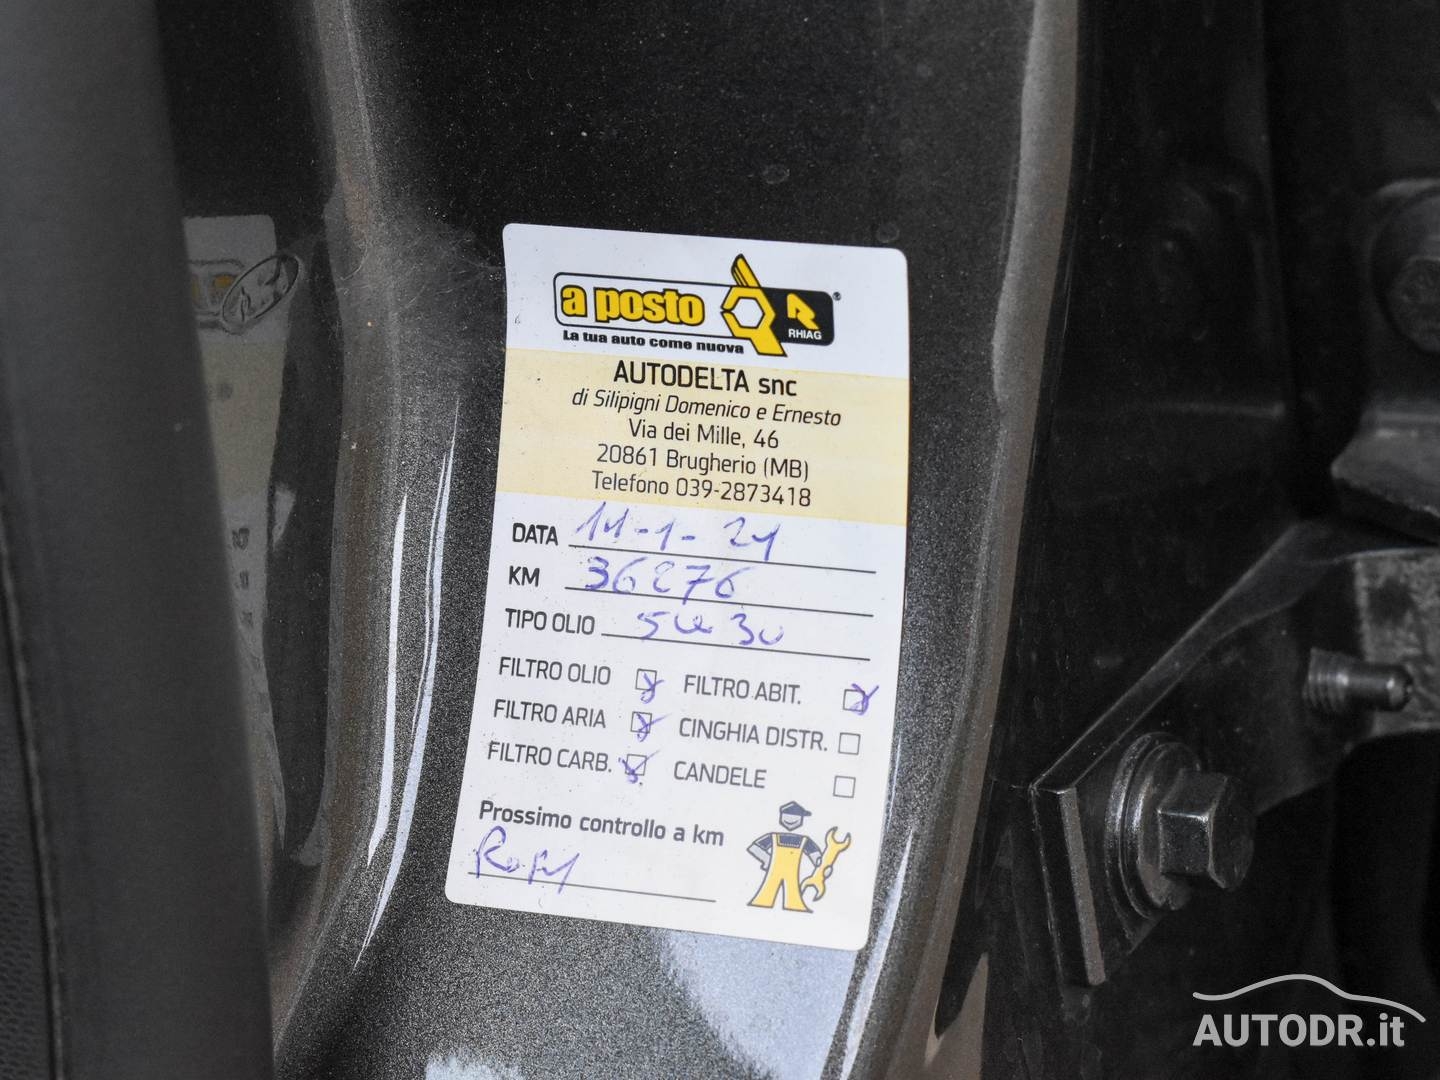 a posto
RHIAG
®
La tua auto come nuova
AUTODELTA snc
di Silipigni Domenico e Ernesto
Via dei Mille, 46
20861 Brugherio (MB)
Telefono 039-2873418
DATA 11-1-21
KM 36276
TIPO OLIO 5W30
FILTRO OLIO FILTRO ABIT.
FILTRO ARIA CINGHIA DISTR.
FILTRO CARB. CANDELE
Prossimo controllo a km
AUTODR.it